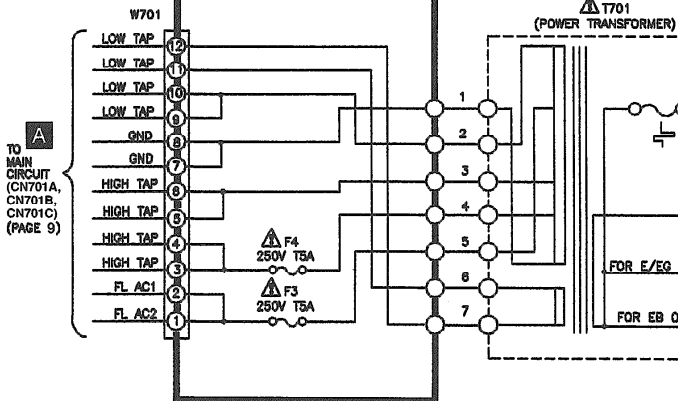 W701
T701
(POWER TRANSFORMER)
LOW TAP 12
LOW TAP 11
LOW TAP 10
LOW TAP 9
GND 8
GND 7
HIGH TAP 6
HIGH TAP 5
HIGH TAP 4
HIGH TAP 3
FL AC1 2
FL AC2 1
A
TO
MAIN
CIRCUIT
(CN701A,
CN701B,
CN701C)
(PAGE 9)
F4
250V T5A
F3
250V T5A
1
2
3
4
5
6
7
FOR E/EG
FOR EB